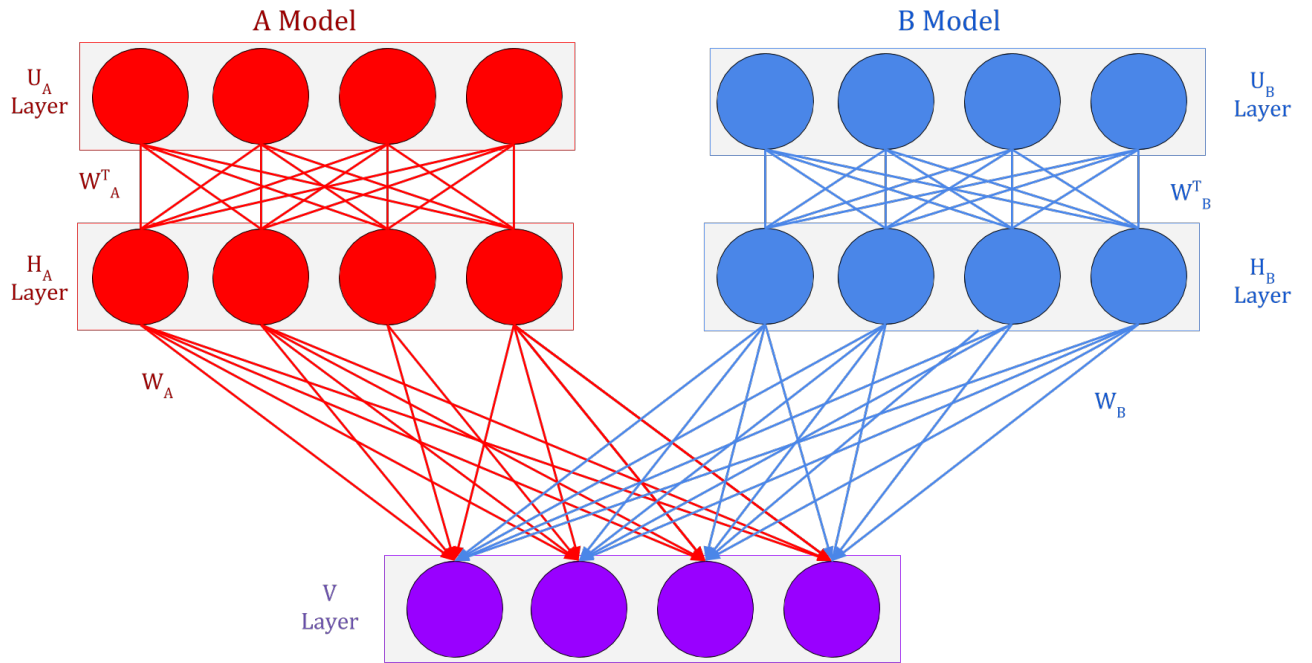 A Model
B Model
U_A
Layer
U_B
Layer
W^T_A
W^T_B
H_A
Layer
H_B
Layer
W_A
W_B
V
Layer